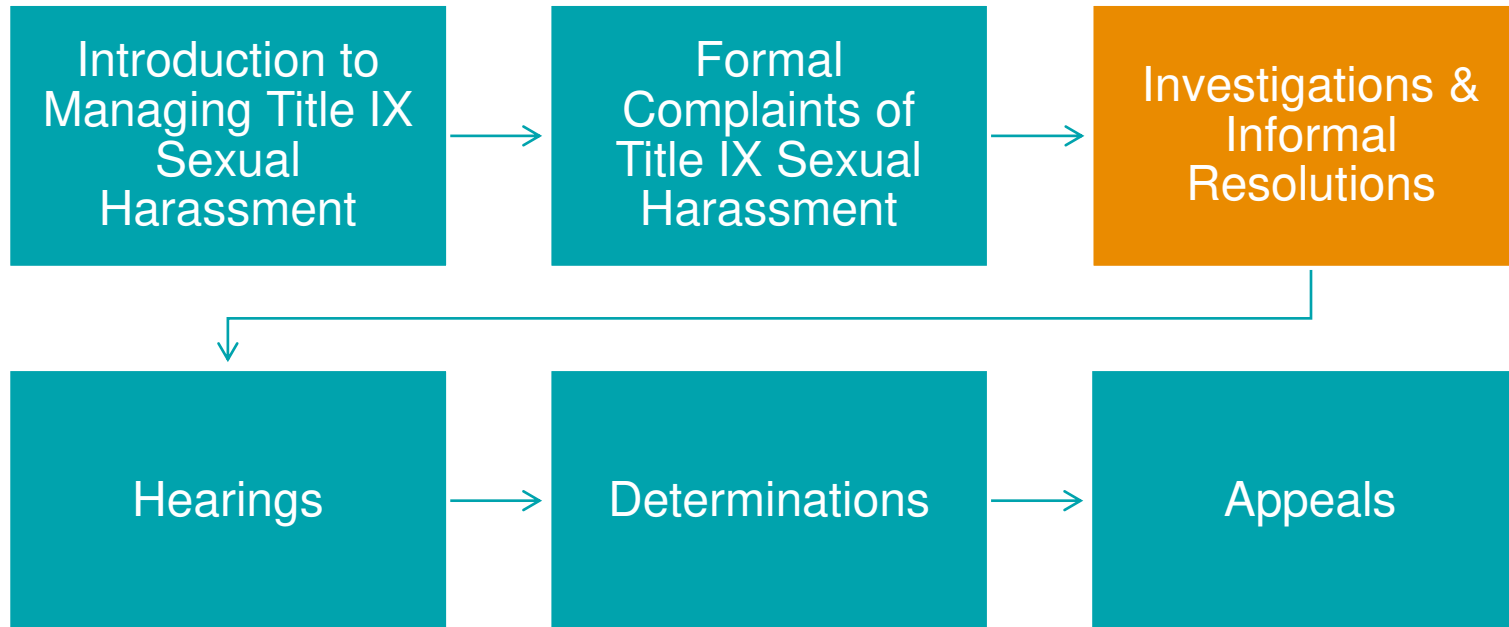 Introduction to
Managing Title IX
Sexual
Harassment
Formal
Complaints of
Title IX Sexual
Harassment
Investigations &
Informal
Resolutions
Hearings
Determinations
Appeals